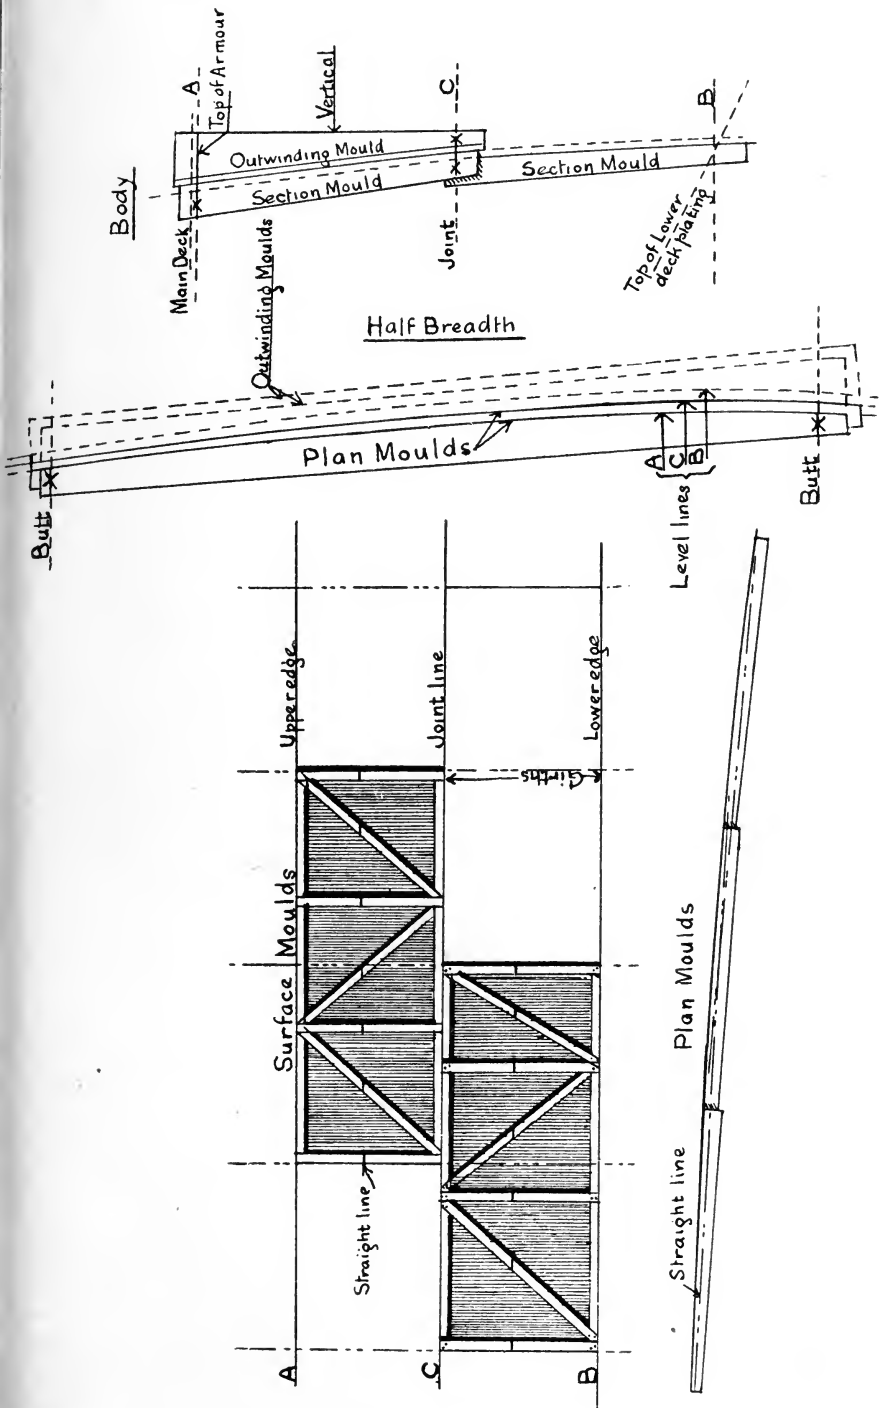 Body
A
Top of Armour
Vertical
C
B
Outwinding Mould
Section Mould
Section Mould
Main Deck
Joint
Top of Lower
deck plating
Outwinding Moulds
Half Breadth
Plan Moulds
Butt
A
C
B
Level lines
Butt
Upper edge
Joint line
Lower edge
Girths
Surface Moulds
Straight line
A
C
B
Plan Moulds
Straight line